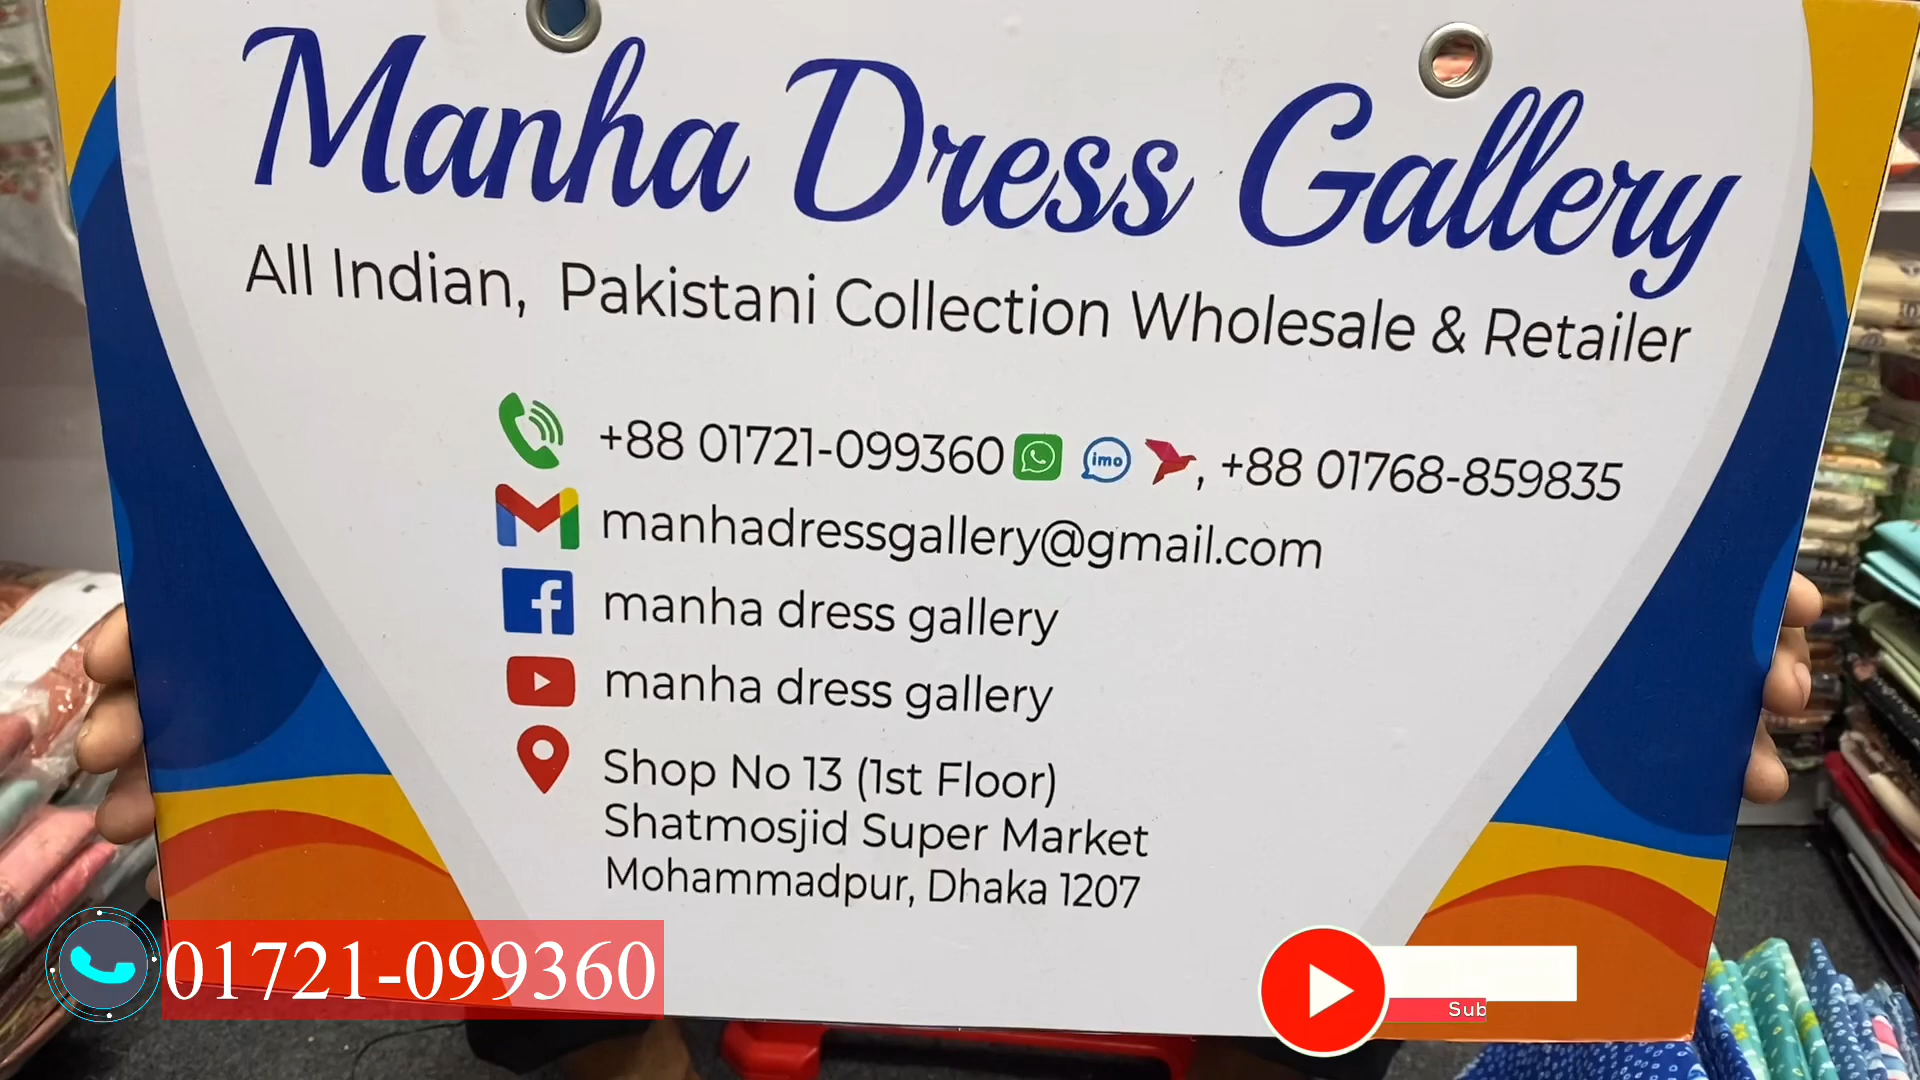 Manha Dress Gallery
All Indian, Pakistani Collection Wholesale & Retailer
+88 01721-099360 imo , +88 01768-859835
manhadressgallery@gmail.com
manha dress gallery
manha dress gallery
Shop No 13 (1st Floor)
Shatmosjid Super Market
Mohammadpur, Dhaka 1207
01721-099360
Sub